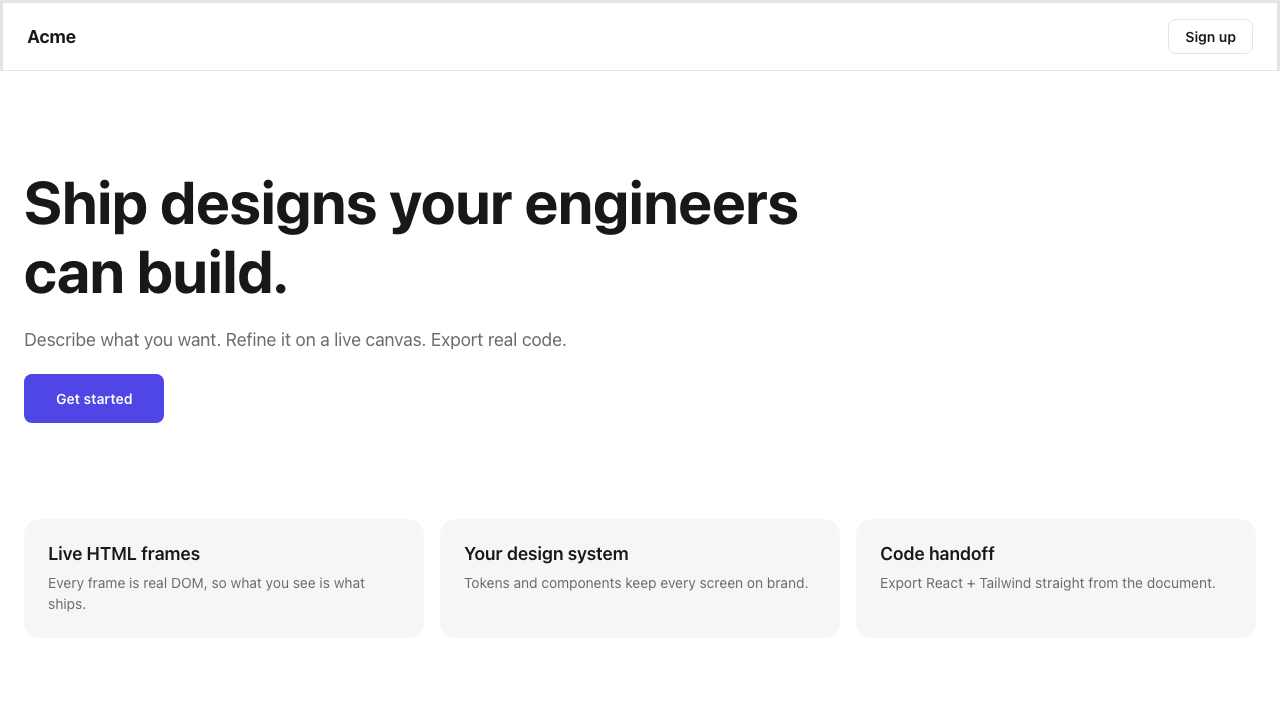 Acme
Sign up
Ship designs your engineers
can build.
Describe what you want. Refine it on a live canvas. Export real code.
Get started
Live HTML frames
Every frame is real DOM, so what you see is what
ships.
Your design system
Tokens and components keep every screen on brand.
Code handoff
Export React + Tailwind straight from the document.